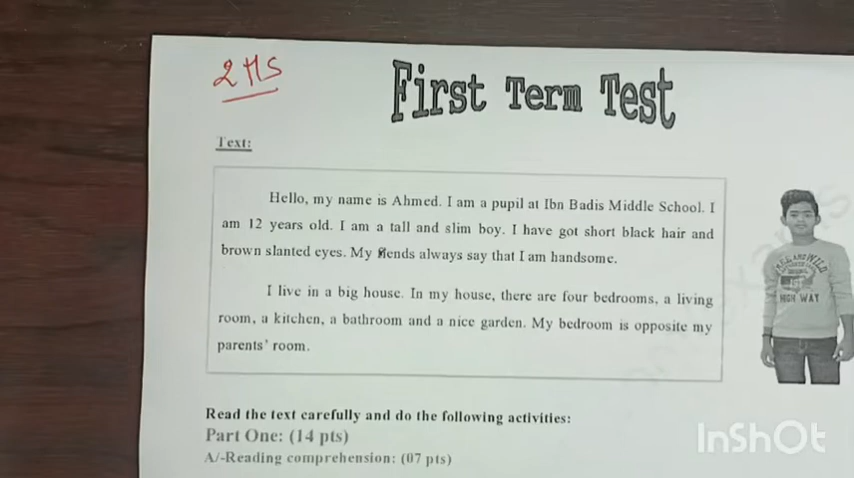 2MS
First Term Test
Text:
Hello, my name is Ahmed. I am a pupil at Ibn Badis Middle School. I
am 12 years old. I am a tall and slim boy. I have got short black hair and
brown slanted eyes. My fiends always say that I am handsome.
I live in a big house. In my house, there are four bedrooms, a living
room, a kitchen, a bathroom and a nice garden. My bedroom is opposite my
parents' room.
HIGH WAY
Read the text carefully and do the following activities:
Part One: (14 pts)
A/-Reading comprehension: (07 pts)
InShOt